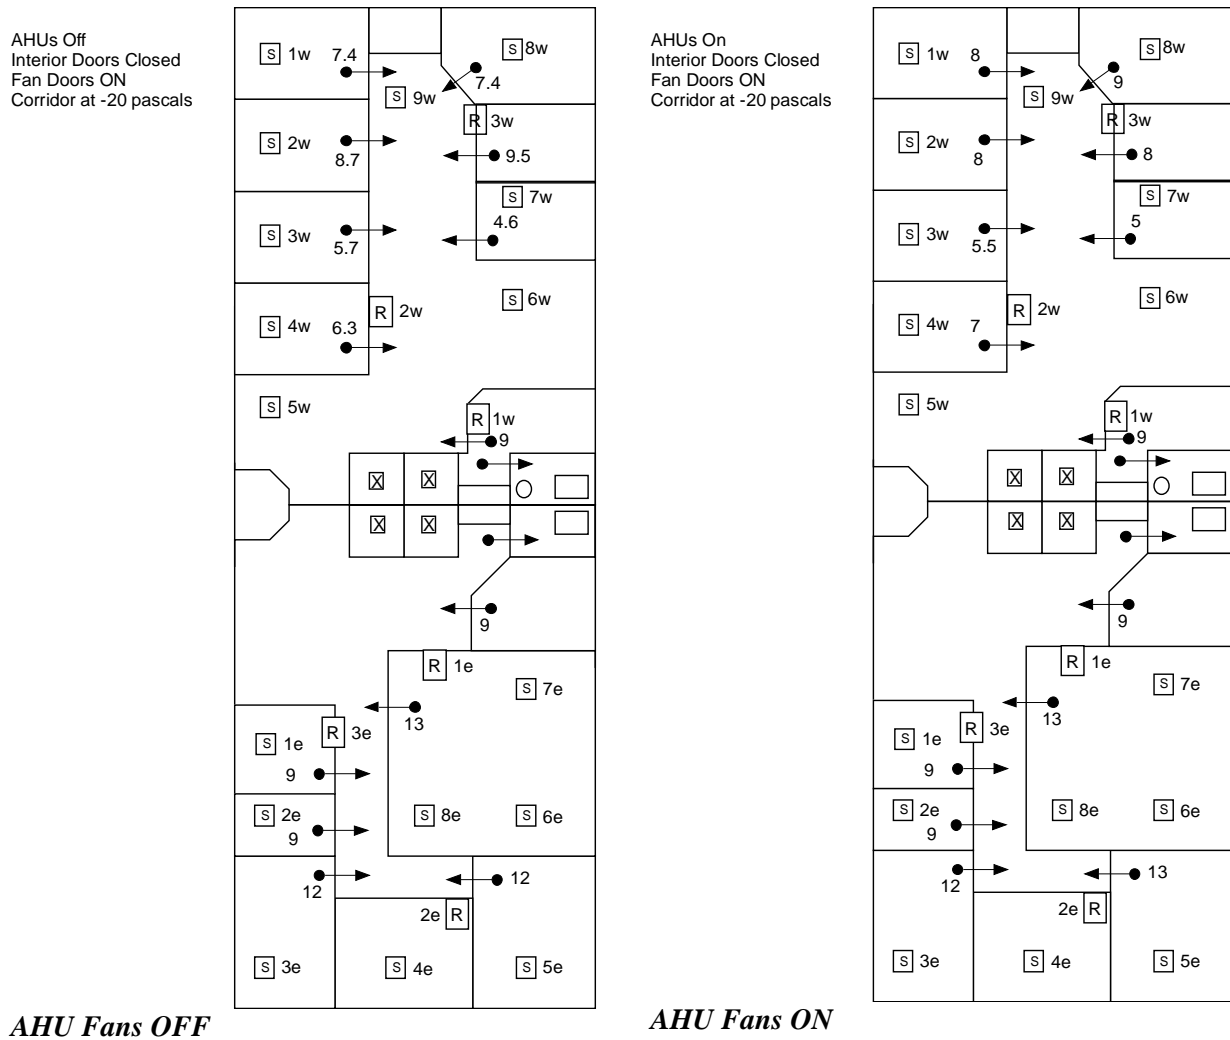 AHUs Off
Interior Doors Closed
Fan Doors ON
Corridor at -20 pascals
S 1w 7.4
S 8w
7.4
S 9w
R 3w
S 2w
8.7
9.5
S 7w
4.6
S 3w
5.7
S 6w
R 2w
S 4w 6.3
S 5w
R 1w
9
X X
X X
9
R 1e
S 7e
13
R 3e
S 1e
9
S 2e
9
S 8e
S 6e
12
12
2e R
S 3e
S 4e
S 5e
AHU Fans OFF
AHUs On
Interior Doors Closed
Fan Doors ON
Corridor at -20 pascals
S 1w 8
S 8w
9
S 9w
R 3w
S 2w
8
8
S 7w
5
S 3w
5.5
S 6w
R 2w
S 4w 7
S 5w
R 1w
9
X X
X X
9
R 1e
S 7e
13
R 3e
S 1e
9
S 2e
9
S 8e
S 6e
12
13
2e R
S 3e
S 4e
S 5e
AHU Fans ON